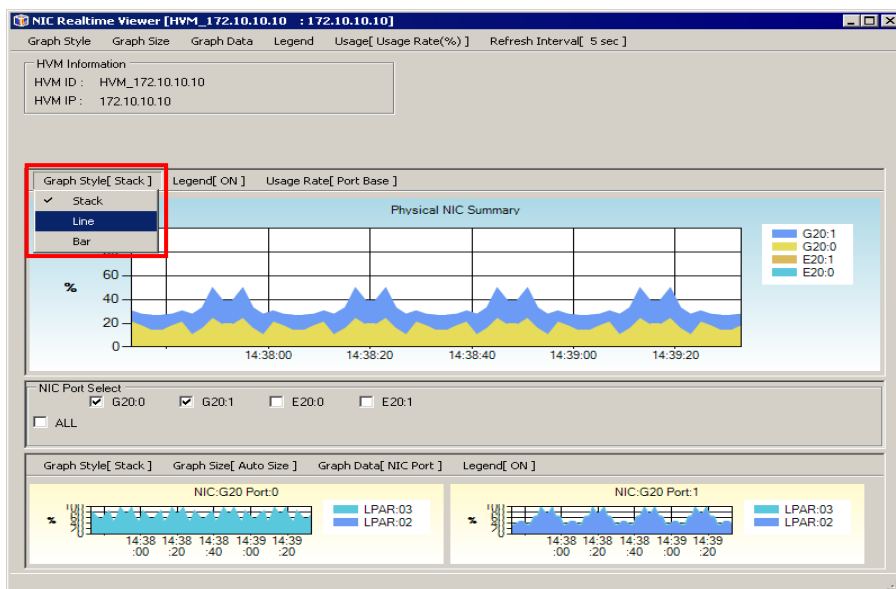 NIC Realtime Viewer [HVM_172.10.10.10 : 172.10.10.10]
Graph Style Graph Size Graph Data Legend Usage[ Usage Rate(%) ] Refresh Interval[ 5 sec ]
HVM Information
HVM ID : HVM_172.10.10.10
HVM IP : 172.10.10.10
Graph Style[ Stack ] Legend[ ON ] Usage Rate[ Port Base ]
Stack
Line
Bar
Physical NIC Summary
G20:1
G20:0
E20:1
E20:0
%
60
40
20
0
14:38:00 14:38:20 14:38:40 14:39:00 14:39:20
NIC Port Select
G20:0 G20:1 E20:0 E20:1
ALL
Graph Style[ Stack ] Graph Size[ Auto Size ] Graph Data[ NIC Port ] Legend[ ON ]
NIC:G20 Port:0
%
LPAR:03
LPAR:02
14:38 14:38 14:38 14:39 14:39
:00 :20 :40 :00 :20
NIC:G20 Port:1
%
LPAR:03
LPAR:02
14:38 14:38 14:38 14:39 14:39
:00 :20 :40 :00 :20